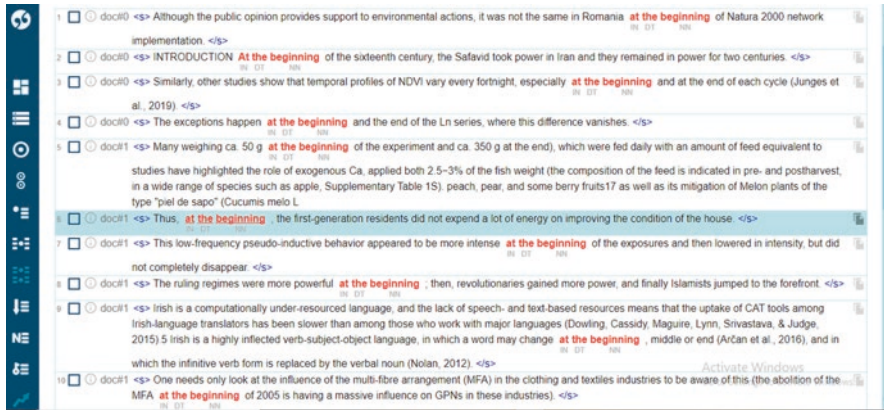 1 doc#0 <s> Although the public opinion provides support to environmental actions, it was not the same in Romania at the beginning of Natura 2000 network
IN DT NN
implementation. </s>
2 doc#0 <s> INTRODUCTION At the beginning of the sixteenth century, the Safavid took power in Iran and they remained in power for two centuries. </s>
IN DT NN
3 doc#0 <s> Similarly, other studies show that temporal profiles of NDVI vary every fortnight, especially at the beginning and at the end of each cycle (Junges et
IN DT NN
al., 2019). </s>
4 doc#0 <s> The exceptions happen at the beginning and the end of the Ln series, where this difference vanishes. </s>
IN DT NN
5 doc#1 <s> Many weighing ca. 50 g at the beginning of the experiment and ca. 350 g at the end), which were fed daily with an amount of feed equivalent to
IN DT NN
studies have highlighted the role of exogenous Ca, applied both 2.5–3% of the fish weight (the composition of the feed is indicated in pre- and postharvest,
in a wide range of species such as apple, Supplementary Table 1S). peach, pear, and some berry fruits17 as well as its mitigation of Melon plants of the
type "piel de sapo" (Cucumis melo L
6 doc#1 <s> Thus, at the beginning , the first-generation residents did not expend a lot of energy on improving the condition of the house. </s>
IN DT NN
7 doc#1 <s> This low-frequency pseudo-inductive behavior appeared to be more intense at the beginning of the exposures and then lowered in intensity, but did
IN DT NN
not completely disappear. </s>
8 doc#1 <s> The ruling regimes were more powerful at the beginning ; then, revolutionaries gained more power, and finally Islamists jumped to the forefront. </s>
IN DT NN
9 doc#1 <s> Irish is a computationally under-resourced language, and the lack of speech- and text-based resources means that the uptake of CAT tools among
Irish-language translators has been slower than among those who work with major languages (Dowling, Cassidy, Maguire, Lynn, Srivastava, & Judge,
2015).5 Irish is a highly inflected verb-subject-object language, in which a word may change at the beginning , middle or end (Arčan et al., 2016), and in
IN DT NN
which the infinitive verb form is replaced by the verbal noun (Nolan, 2012). </s>
Activate Windows
10 doc#1 <s> One needs only look at the influence of the multi-fibre arrangement (MFA) in the clothing and textiles industries to be aware of this (the abolition of the
MFA at the beginning of 2005 is having a massive influence on GPNs in these industries). </s>
IN DT NN
NΞ